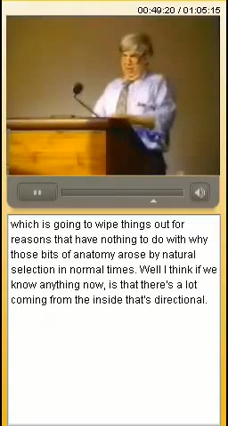 00:49:20 / 01:05:15
which is going to wipe things out for
reasons that have nothing to do with why
those bits of anatomy arose by natural
selection in normal times. Well I think if we
know anything now, is that there's a lot
coming from the inside that's directional.